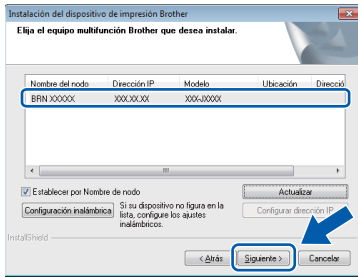 Instalación del dispositivo de impresión Brother
Elija el equipo multifunción Brother que desea instalar.
Nombre del nodo Dirección IP Modelo Ubicación Direcció
BRN XXXXX XXX.XX.XX XXX-JXXXX
Establecer por Nombre de nodo
Actualizar
Configuración inalámbrica
Si su dispositivo no figura en la
lista, configure los ajustes
inalámbricos.
Configurar dirección IP
InstallShield
< Atrás Siguiente > Cancelar